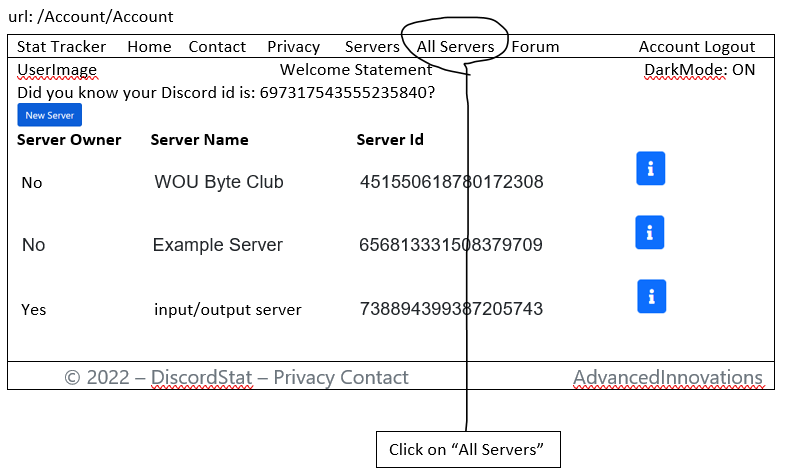 url: /Account/Account
Stat Tracker Home Contact Privacy Servers All Servers Forum Account Logout
UserImage Welcome Statement DarkMode: ON
Did you know your Discord id is: 697317543555235840?
New Server
Server Owner Server Name Server Id
No WOU Byte Club 451550618780172308
No Example Server 656813331508379709
Yes input/output server 738894399387205743
© 2022 – DiscordStat – Privacy Contact AdvancedInnovations
Click on “All Servers”